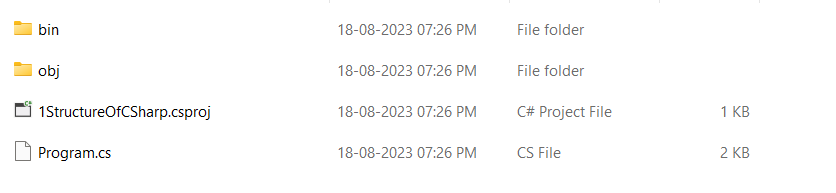 bin 18-08-2023 07:26 PM File folder
obj 18-08-2023 07:26 PM File folder
1StructureOfCSharp.csproj 18-08-2023 07:26 PM C# Project File 1 KB
Program.cs 18-08-2023 07:26 PM CS File 2 KB